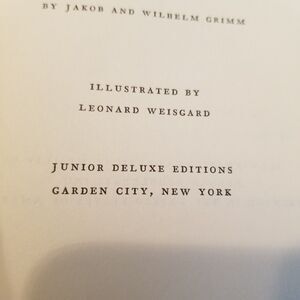 BY JAKOB AND WILHELM GRIMM
ILLUSTRATED BY
LEONARD WEISGARD
JUNIOR DELUXE EDITIONS
GARDEN CITY, NEW YORK